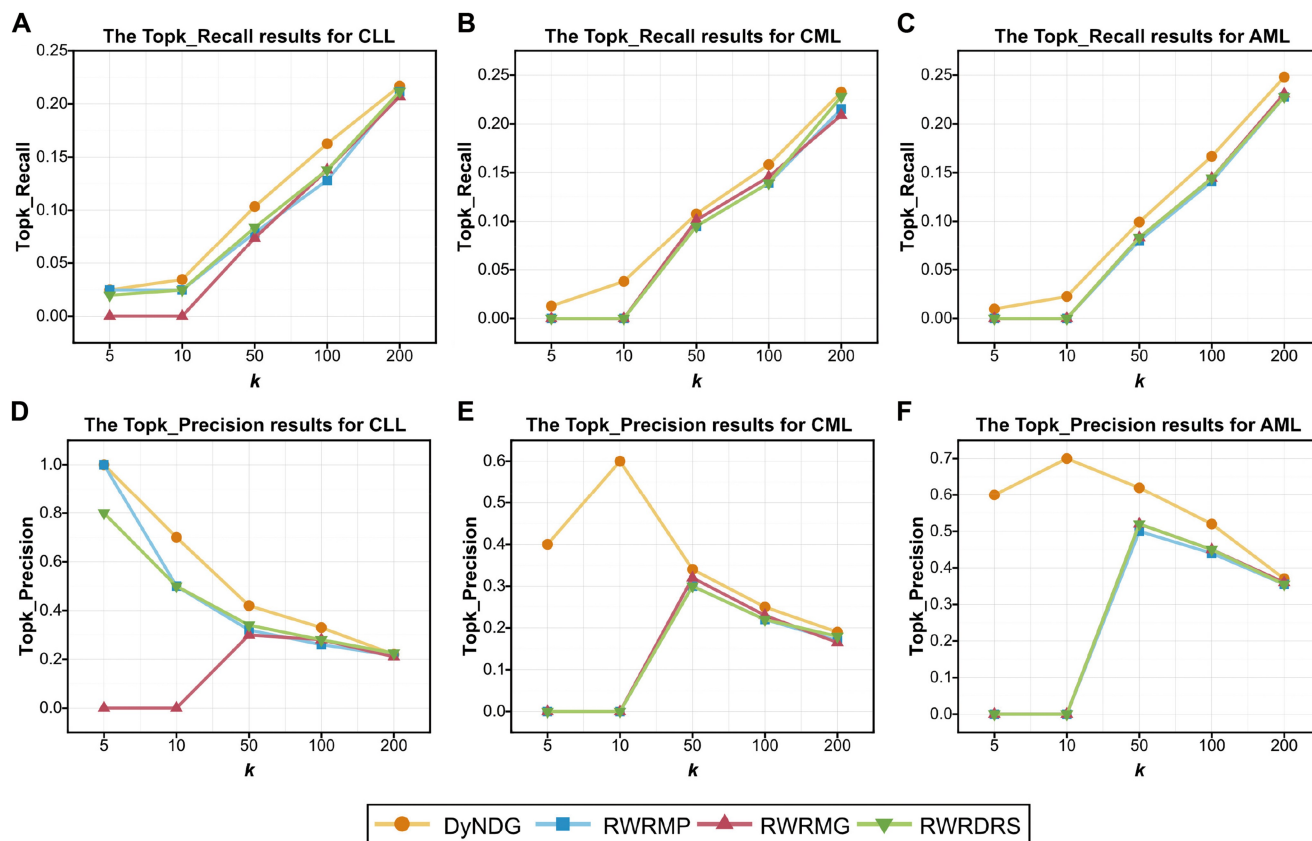 A
The Topk_Recall results for CLL
Topk_Recall
0.25
0.20
0.15
0.10
0.05
0.00
5 10 50 100 200
k
B
The Topk_Recall results for CML
Topk_Recall
0.25
0.20
0.15
0.10
0.05
0.00
5 10 50 100 200
k
C
The Topk_Recall results for AML
Topk_Recall
0.25
0.20
0.15
0.10
0.05
0.00
5 10 50 100 200
k
D
The Topk_Precision results for CLL
Topk_Precision
1.0
0.8
0.6
0.4
0.2
0.0
5 10 50 100 200
k
E
The Topk_Precision results for CML
Topk_Precision
0.6
0.5
0.4
0.3
0.2
0.1
0.0
5 10 50 100 200
k
F
The Topk_Precision results for AML
Topk_Precision
0.7
0.6
0.5
0.4
0.3
0.2
0.1
0.0
5 10 50 100 200
k
DyNDG RWRMP RWRMG RWRDRS